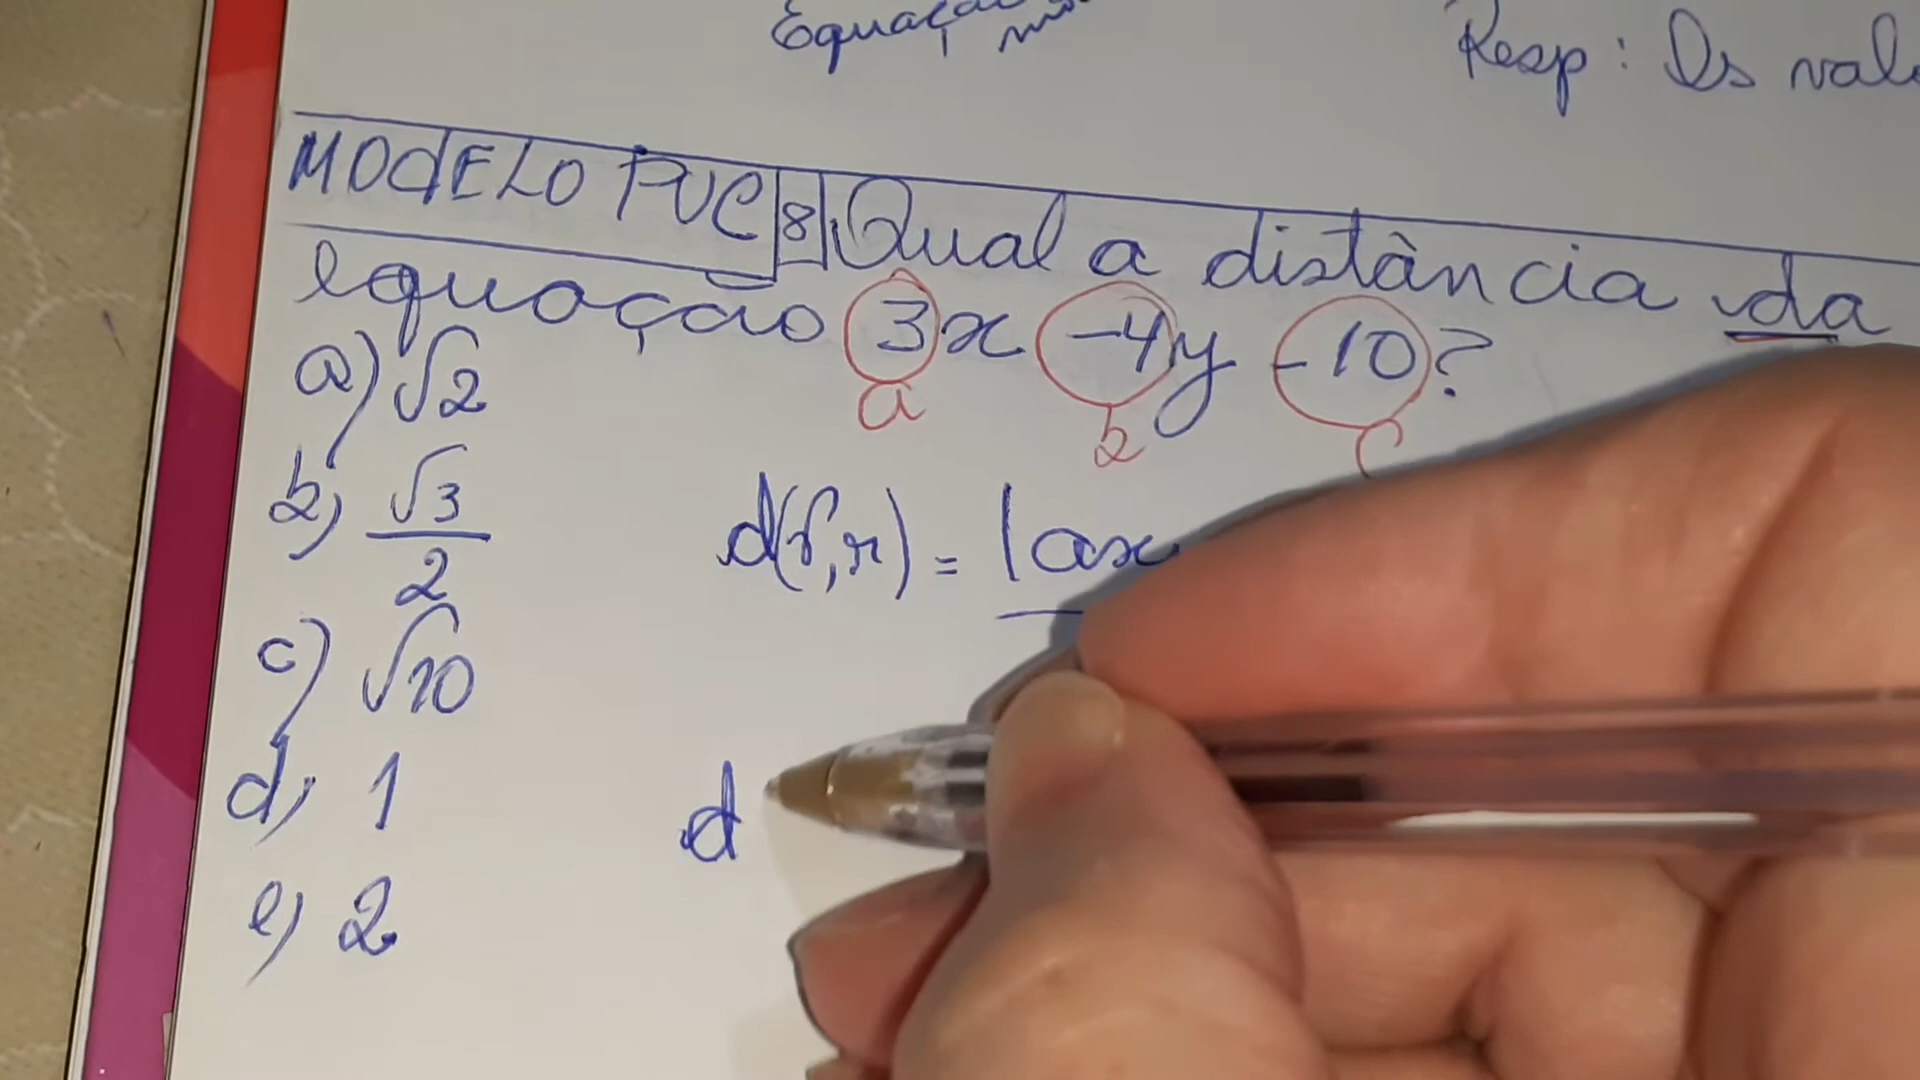 Equação
Resp: Os
MODELO PUC 8) Qual a distância da
equação 3x -4y -10?
a b c
a) √2
b) √3/2
c) √10
d) 1
e) 2
d(P,r) = |ax
d